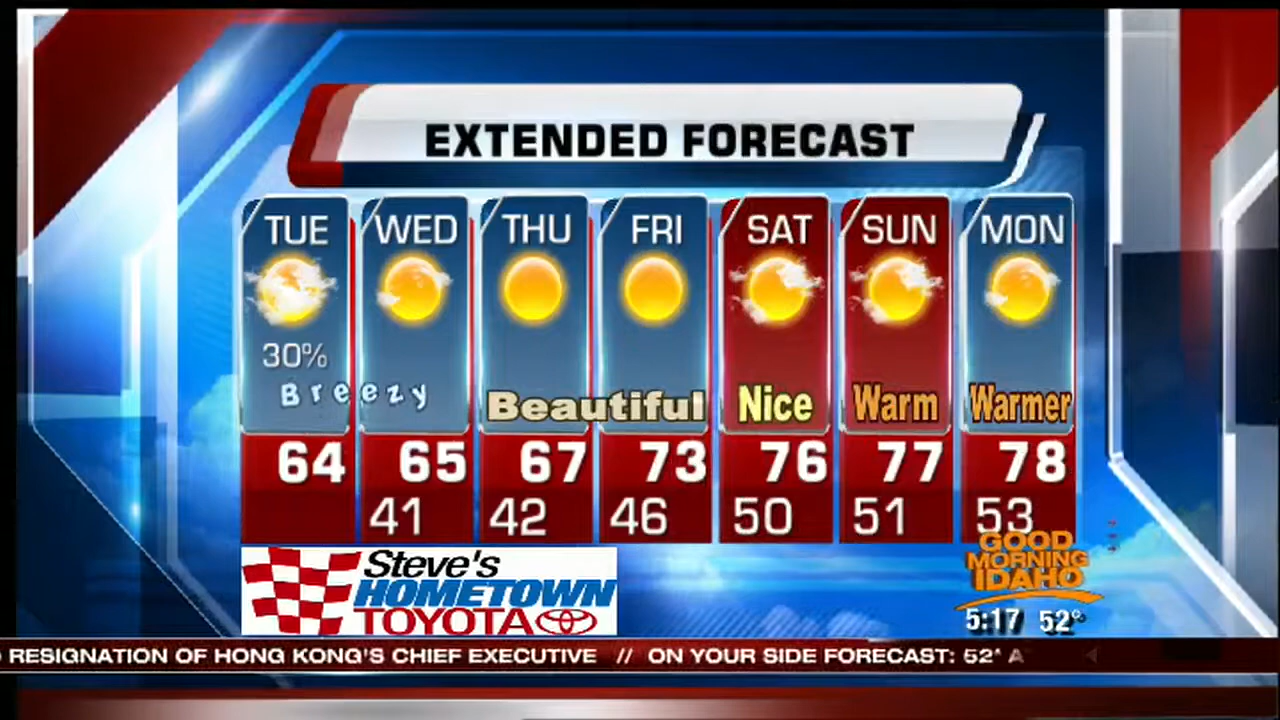 EXTENDED FORECAST
TUE WED THU FRI SAT SUN MON
30%
Breezy Beautiful Nice Warm Warmer
64 65 67 73 76 77 78
41 42 46 50 51 53
Steve's
HOMETOWN
TOYOTA
GOOD
MORNING
IDAHO
5:17 52°
RESIGNATION OF HONG KONG'S CHIEF EXECUTIVE // ON YOUR SIDE FORECAST: 52° A